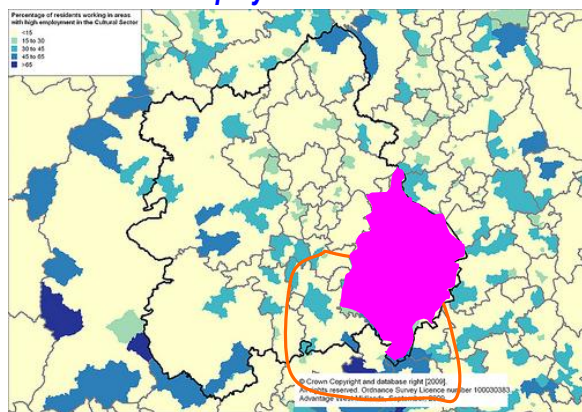 Percentage of residents working in areas
with high employment in the Cultural Sector
<15
15 to 30
30 to 45
45 to 65
>65
© Crown Copyright and database right [2009].
All rights reserved. Ordnance Survey Licence number 100030383
Advantage West Midlands, September 2009